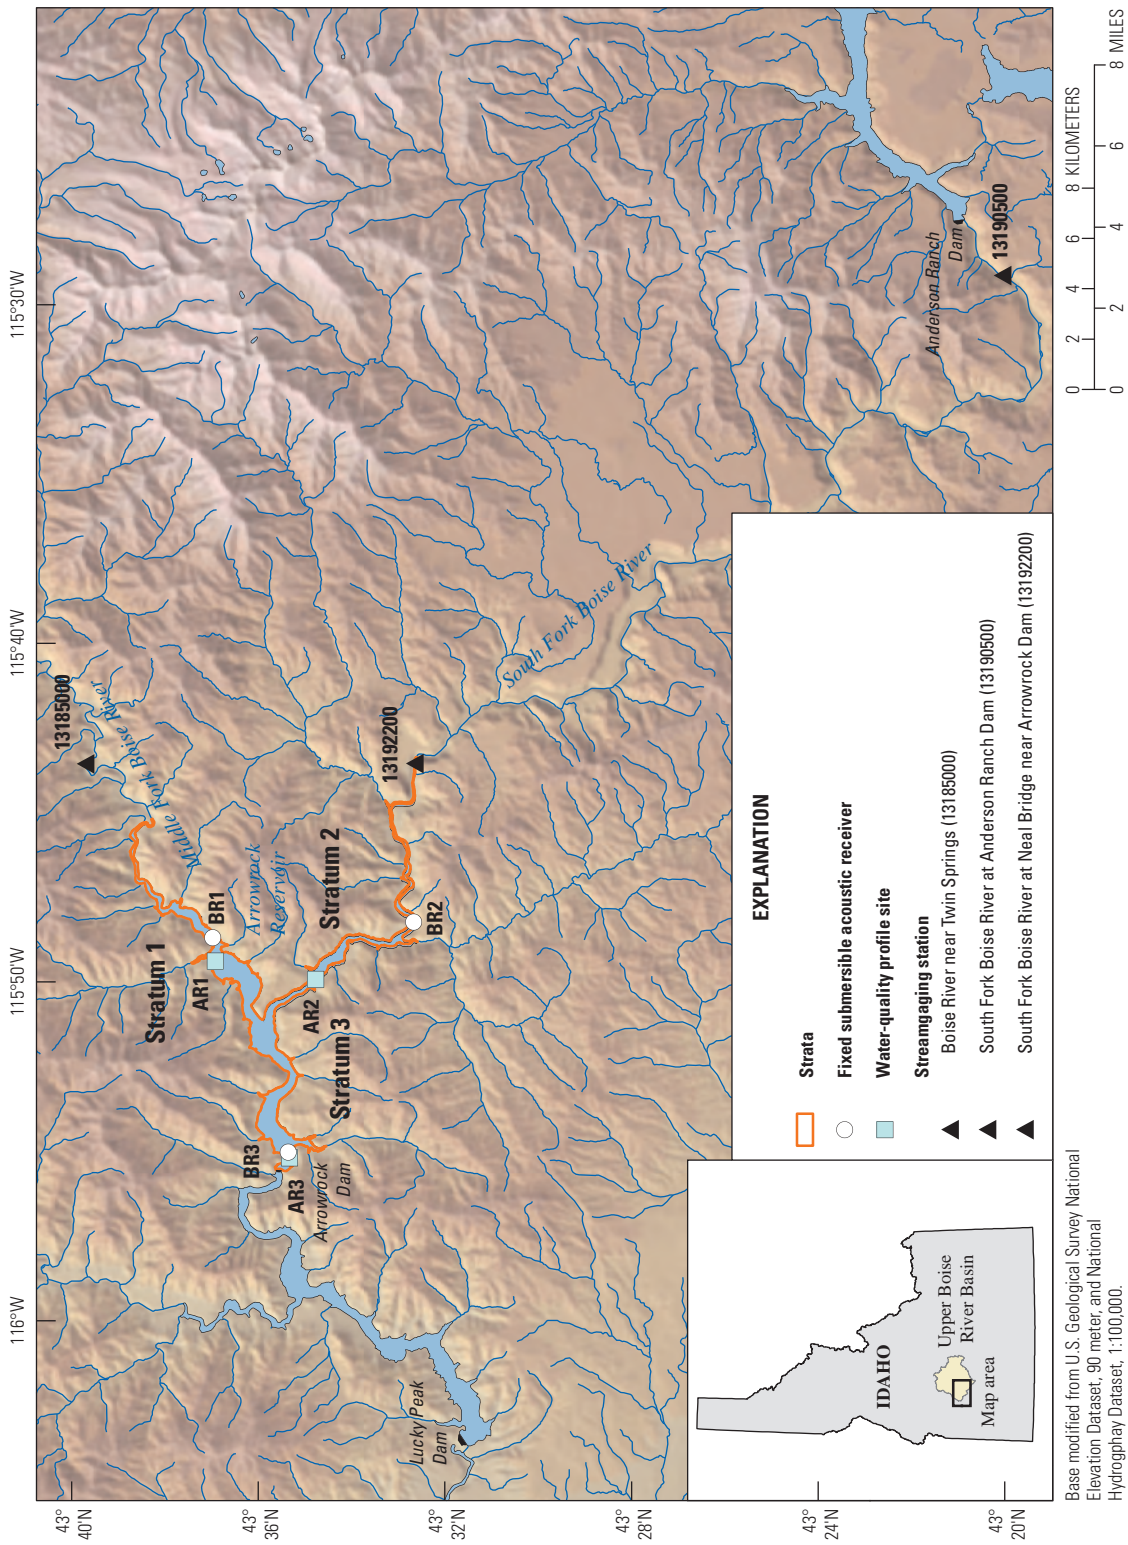 116°W
115°50'W
115°40'W
115°30'W
43°
40'N
43°
36'W
43°
32'W
43°
28'N
43°
24'N
43°
20'N
13185000
Middle Fork Boise River
Stratum 1
BR1
AR1
Arrowrock
Reservoir
Stratum 2
AR2
BR2
13192200
Stratum 3
BR3
AR3
Arrowrock
Dam
South Fork Boise River
Lucky Peak
Dam
Anderson Ranch
Dam
13190500
EXPLANATION
Strata
Fixed submersible acoustic receiver
Water-quality profile site
Streamgaging station
Boise River near Twin Springs (13185000)
South Fork Boise River at Anderson Ranch Dam (13190500)
South Fork Boise River at Neal Bridge near Arrowrock Dam (13192200)
IDAHO
Upper Boise
River Basin
Map area
Base modified from U.S. Geological Survey National
Elevation Dataset, 90 meter, and National
Hydrogphay Dataset, 1:100,000.
0 2 4 6 8 KILOMETERS
0 2 4 6 8 MILES